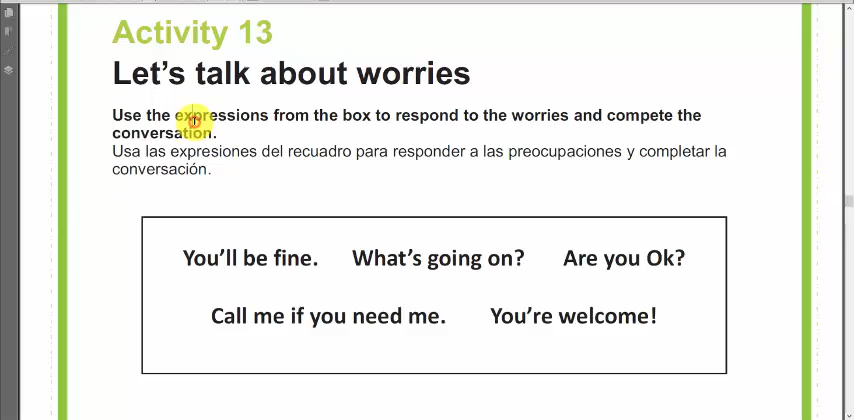 Activity 13
Let's talk about worries
Use the expressions from the box to respond to the worries and compete the
conversation.
Usa las expresiones del recuadro para responder a las preocupaciones y completar la
conversación.
You'll be fine. What's going on? Are you Ok?
Call me if you need me. You're welcome!